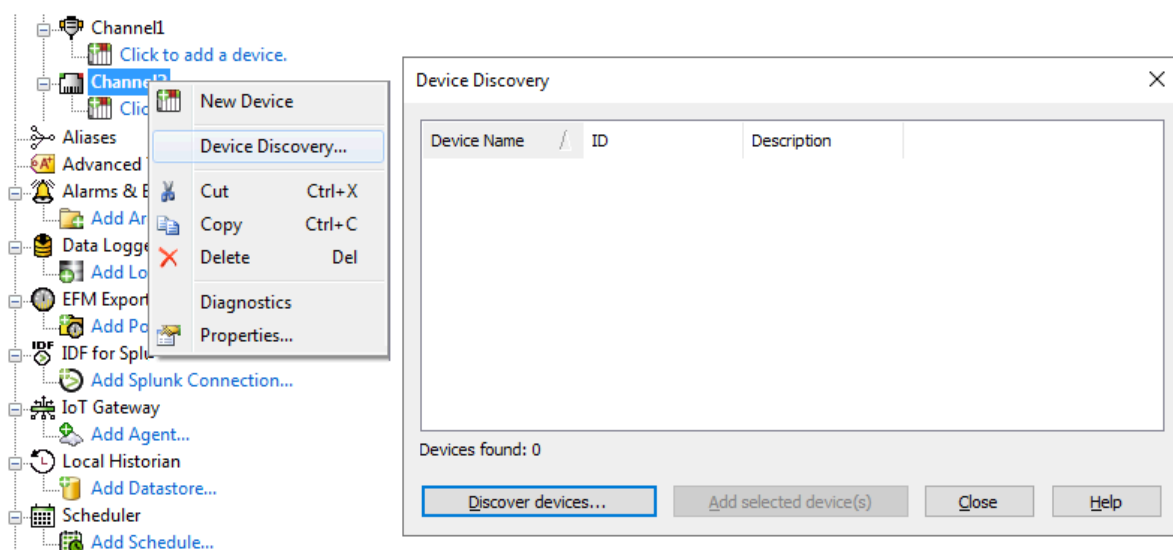 Channel1
Click to add a device.
Channel2
Clic
Aliases
Advanced
Alarms & E
Add Ar
Data Logge
Add Lo
EFM Export
Add Po
IDF for Splu
Add Splunk Connection...
IoT Gateway
Add Agent...
Local Historian
Add Datastore...
Scheduler
Add Schedule...
New Device
Device Discovery...
Cut Ctrl+X
Copy Ctrl+C
Delete Del
Diagnostics
Properties...
Device Discovery
Device Name ID Description
Devices found: 0
Discover devices... Add selected device(s) Close Help